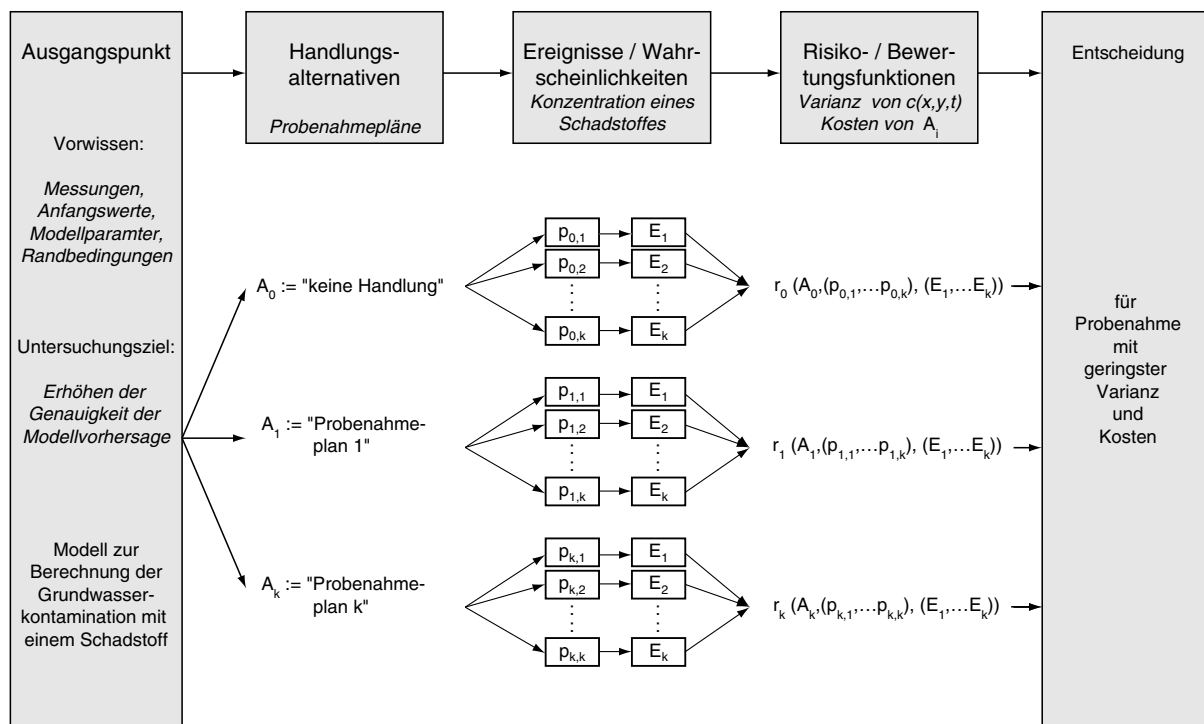 Ausgangspunkt
Vorwissen:
Messungen,
Anfangswerte,
Modellparamter,
Randbedingungen
Untersuchungsziel:
Erhöhen der
Genauigkeit der
Modellvorhersage
Modell zur
Berechnung der
Grundwasser-
kontamination mit
einem Schadstoff
Handlungs-
alternativen
Probenahmepläne
Ereignisse / Wahr-
scheinlichkeiten
Konzentration eines
Schadstoffes
Risiko- / Bewer-
tungsfunktionen
Varianz von c(x,y,t)
Kosten von A_i
A_0 := "keine Handlung"
p_0,1 E_1
p_0,2 E_2
⋮ ⋮
p_0,k E_k
r_0 (A_0,(p_0,1,…p_0,k), (E_1,…E_k))
A_1 := "Probenahme-
plan 1"
p_1,1 E_1
p_1,2 E_2
⋮ ⋮
p_1,k E_k
r_1 (A_1,(p_1,1,…p_1,k), (E_1,…E_k))
A_k := "Probenahme-
plan k"
p_k,1 E_1
p_k,2 E_2
⋮ ⋮
p_k,k E_k
r_k (A_k,(p_k,1,…p_k,k), (E_1,…E_k))
Entscheidung
für
Probenahme
mit
geringster
Varianz
und
Kosten